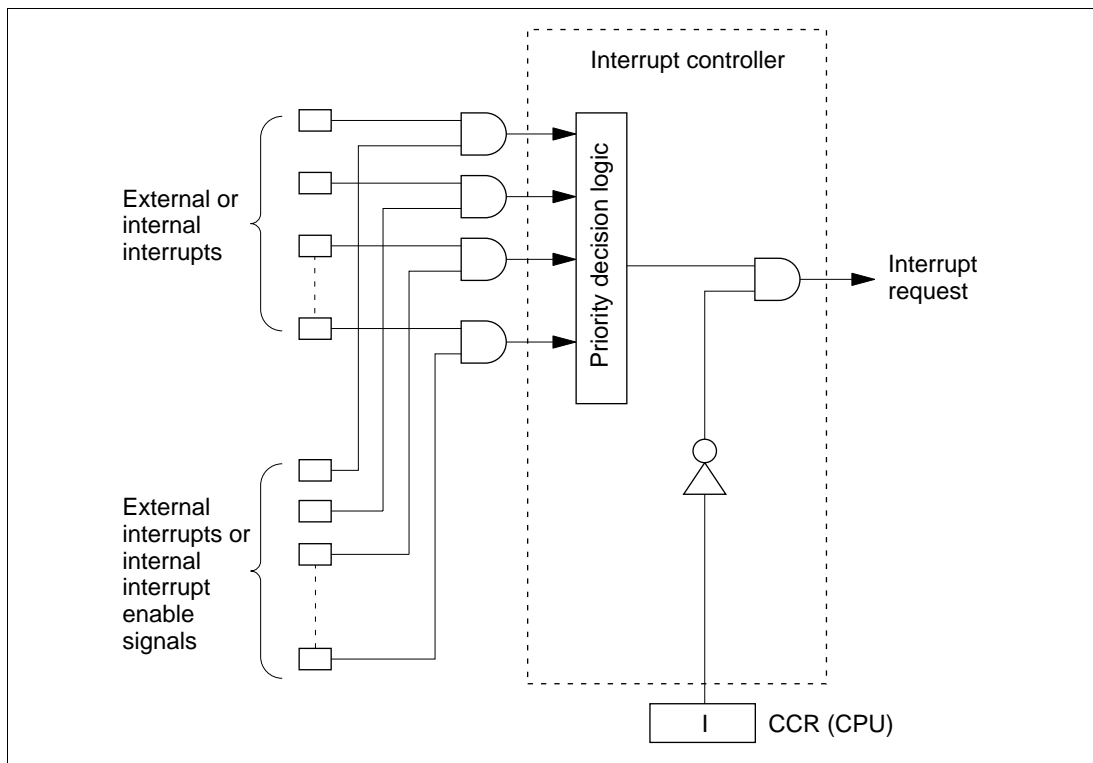 Interrupt controller
External or
internal
interrupts
Priority decision logic
Interrupt
request
External
interrupts or
internal
interrupt
enable
signals
I
CCR (CPU)